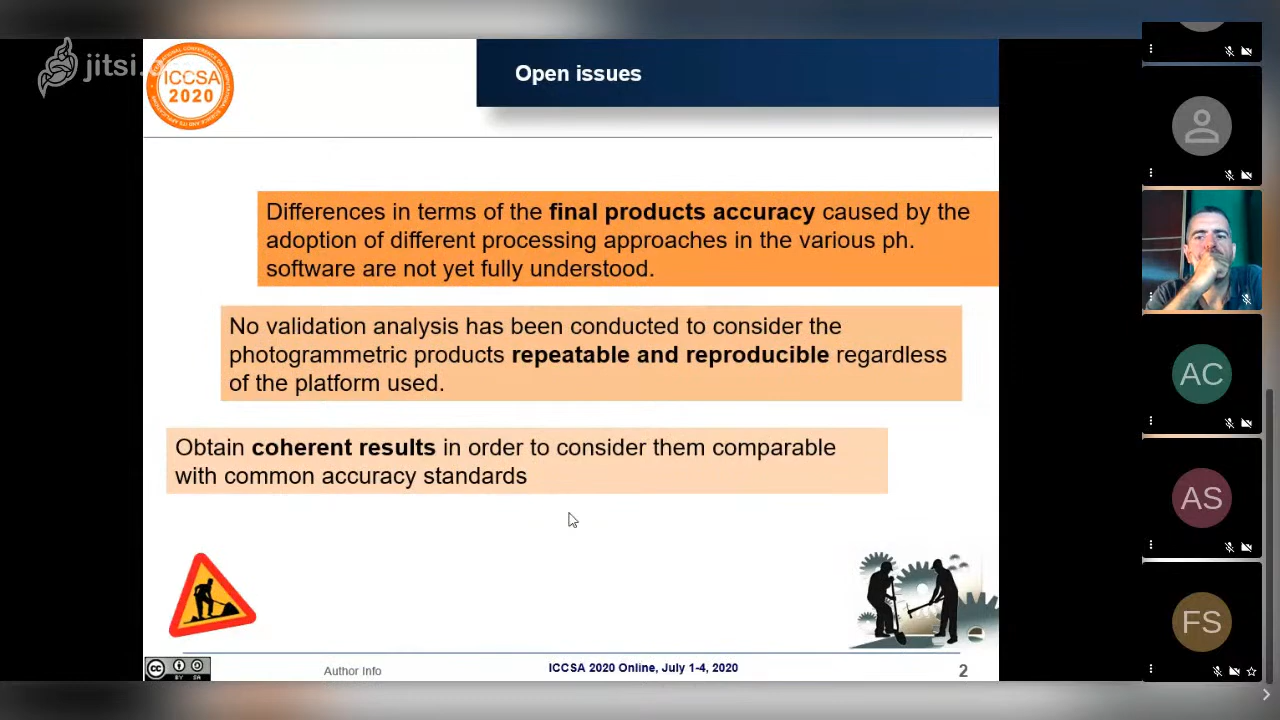 jitsi.
ICCSA
2020
Open issues
Differences in terms of the final products accuracy caused by the
adoption of different processing approaches in the various ph.
software are not yet fully understood.
No validation analysis has been conducted to consider the
photogrammetric products repeatable and reproducible regardless
of the platform used.
Obtain coherent results in order to consider them comparable
with common accuracy standards
AC
AS
FS
cc
BY SA
Author Info
ICCSA 2020 Online, July 1-4, 2020
2